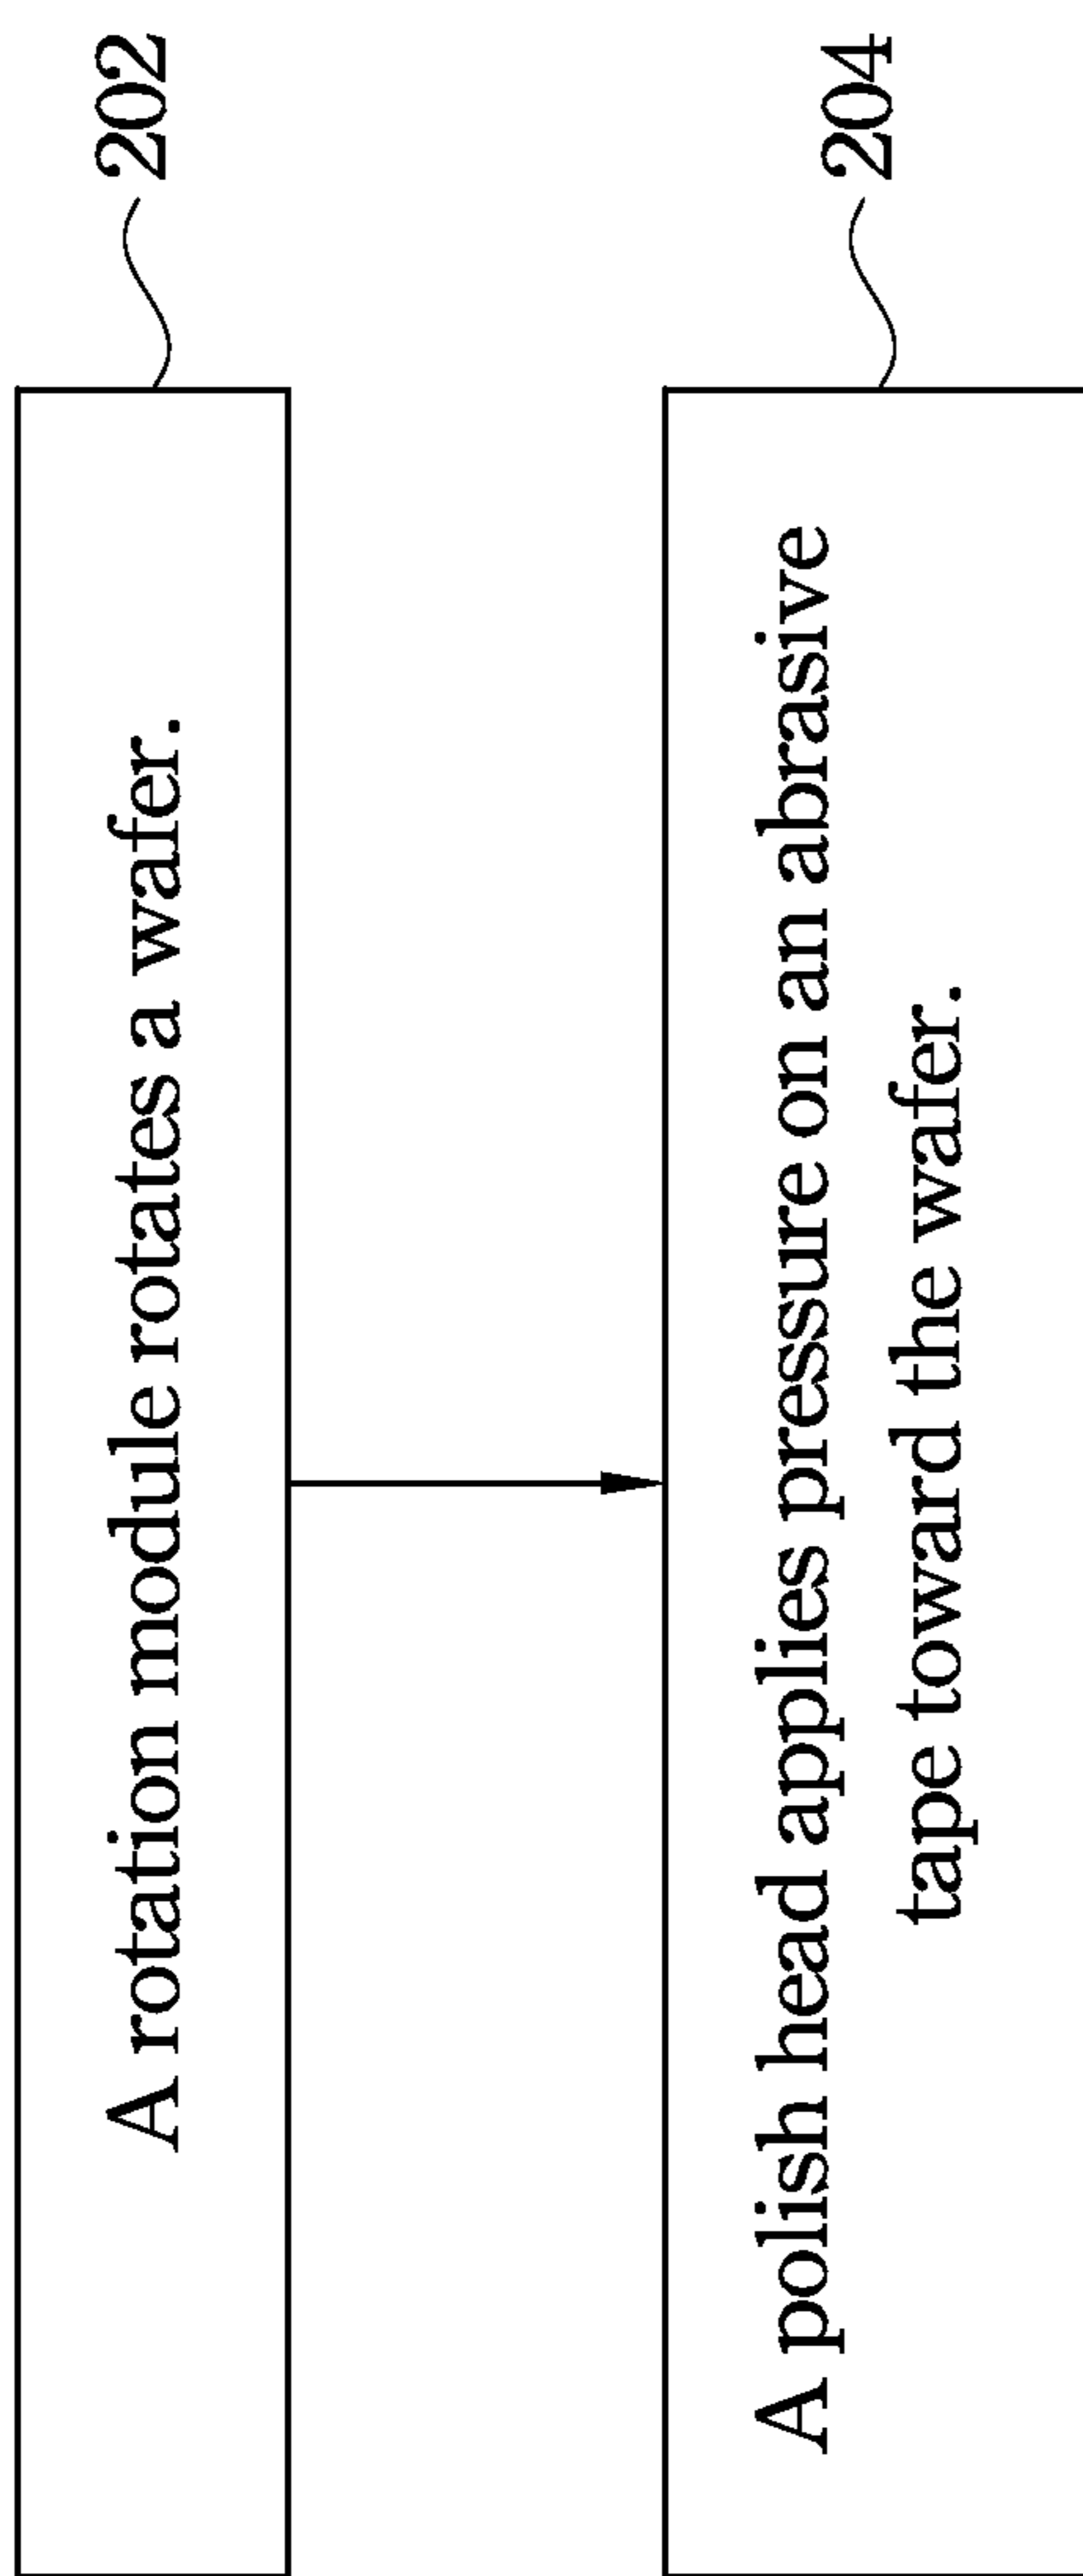 A rotation module rotates a wafer.
202
A polish head applies pressure on an abrasive
tape toward the wafer.
204